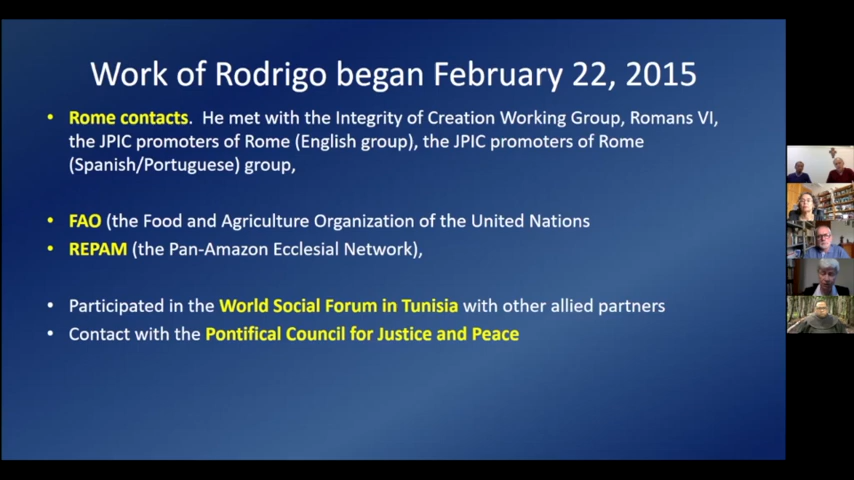 Work of Rodrigo began February 22, 2015
• Rome contacts. He met with the Integrity of Creation Working Group, Romans VI,
the JPIC promoters of Rome (English group), the JPIC promoters of Rome
(Spanish/Portuguese) group,
• FAO (the Food and Agriculture Organization of the United Nations
• REPAM (the Pan-Amazon Ecclesial Network),
• Participated in the World Social Forum in Tunisia with other allied partners
• Contact with the Pontifical Council for Justice and Peace